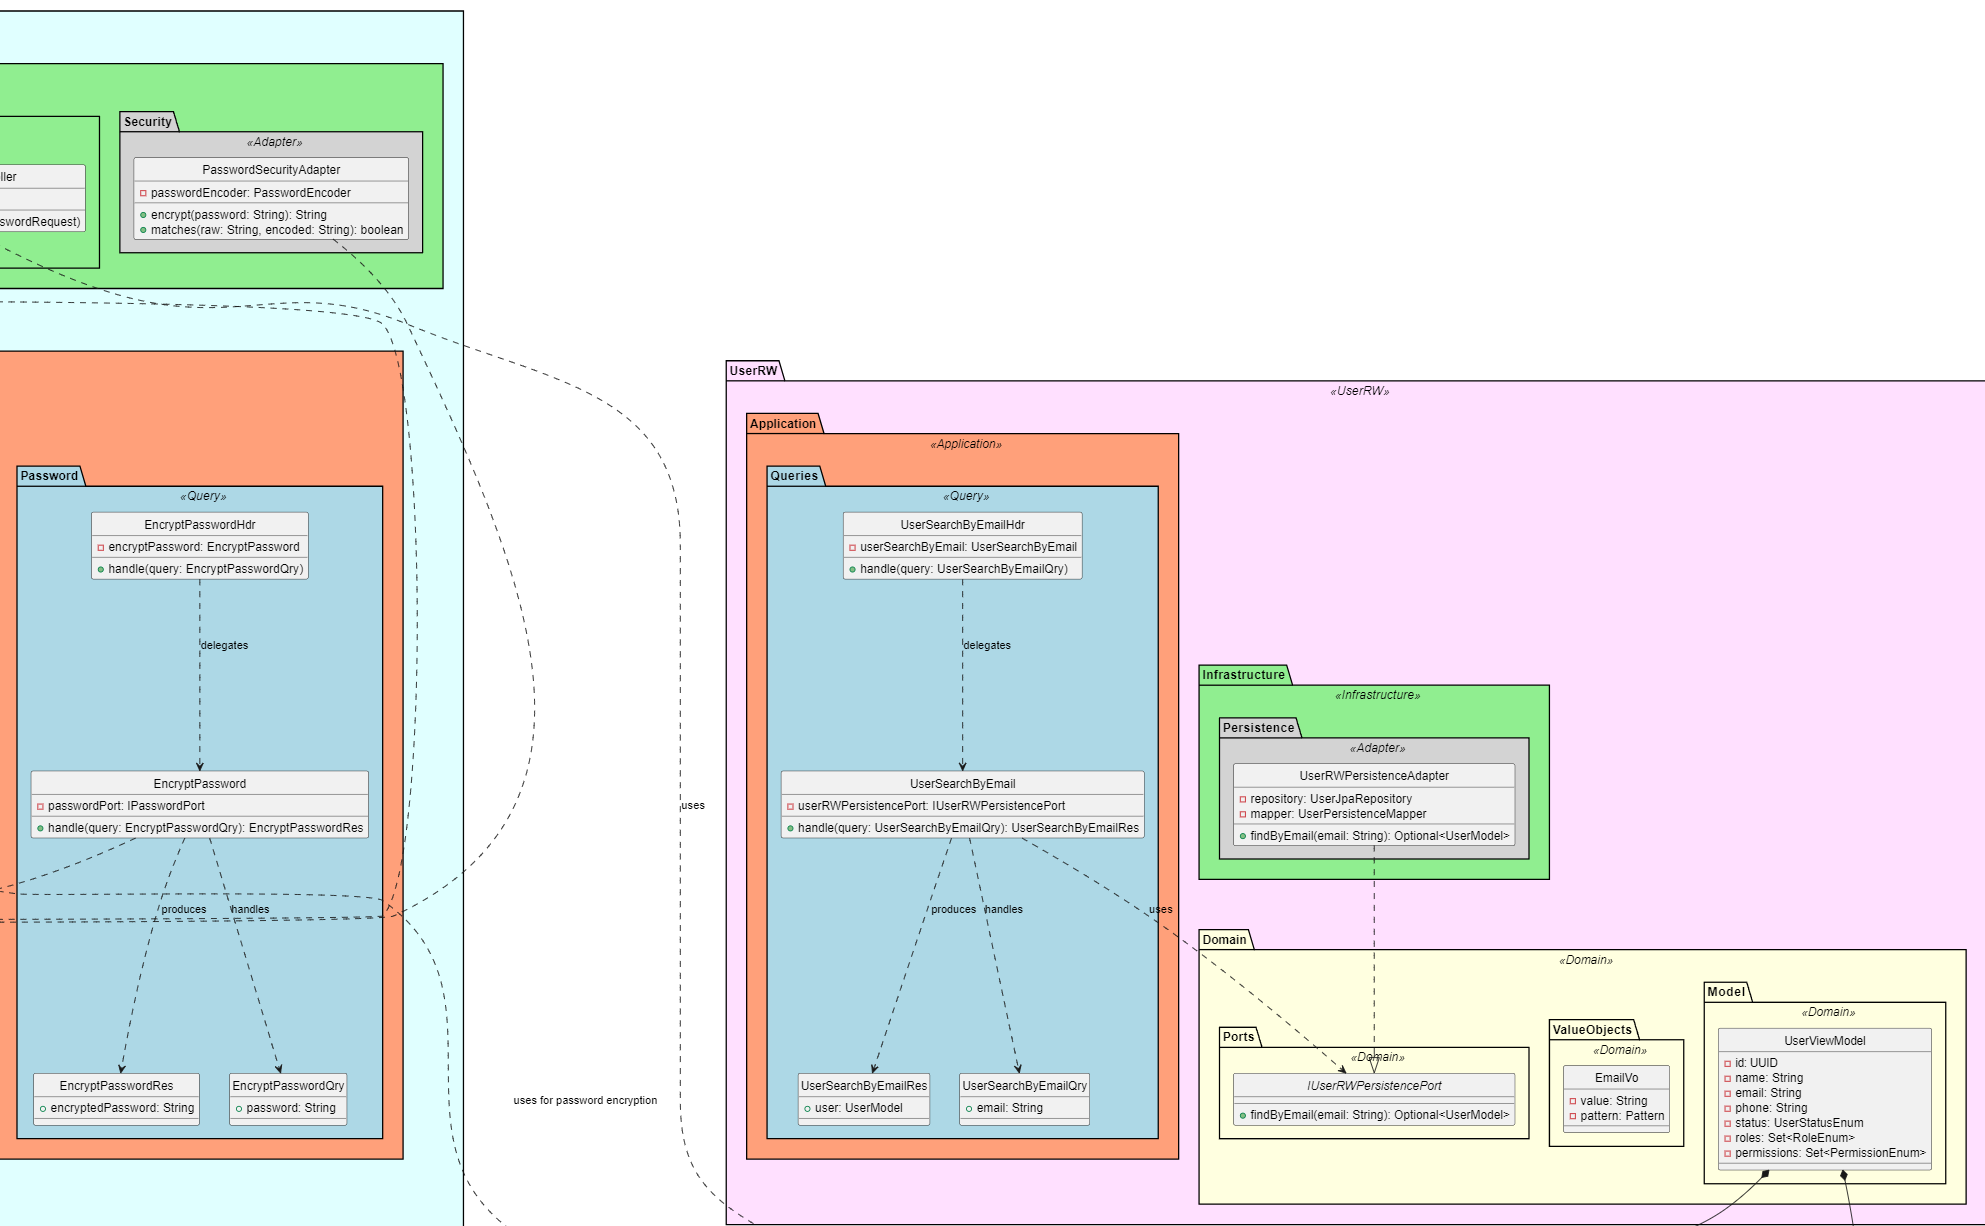 Security
«Adapter»
PasswordSecurityAdapter
passwordEncoder: PasswordEncoder
encrypt(password: String): String
matches(raw: String, encoded: String): boolean
ller
swordRequest)
Password
«Query»
EncryptPasswordHdr
encryptPassword: EncryptPassword
handle(query: EncryptPasswordQry)
delegates
EncryptPassword
passwordPort: IPasswordPort
handle(query: EncryptPasswordQry): EncryptPasswordRes
produces
handles
EncryptPasswordRes
encryptedPassword: String
EncryptPasswordQry
password: String
uses for password encryption
uses
UserRW
«UserRW»
Application
«Application»
Queries
«Query»
UserSearchByEmailHdr
userSearchByEmail: UserSearchByEmail
handle(query: UserSearchByEmailQry)
delegates
UserSearchByEmail
userRWPersistencePort: IUserRWPersistencePort
handle(query: UserSearchByEmailQry): UserSearchByEmailRes
produces
handles
uses
UserSearchByEmailRes
user: UserModel
UserSearchByEmailQry
email: String
Infrastructure
«Infrastructure»
Persistence
«Adapter»
UserRWPersistenceAdapter
repository: UserJpaRepository
mapper: UserPersistenceMapper
findByEmail(email: String): Optional<UserModel>
Domain
«Domain»
Ports
«Domain»
IUserRWPersistencePort
findByEmail(email: String): Optional<UserModel>
ValueObjects
«Domain»
EmailVo
value: String
pattern: Pattern
Model
«Domain»
UserViewModel
id: UUID
name: String
email: String
phone: String
status: UserStatusEnum
roles: Set<RoleEnum>
permissions: Set<PermissionEnum>